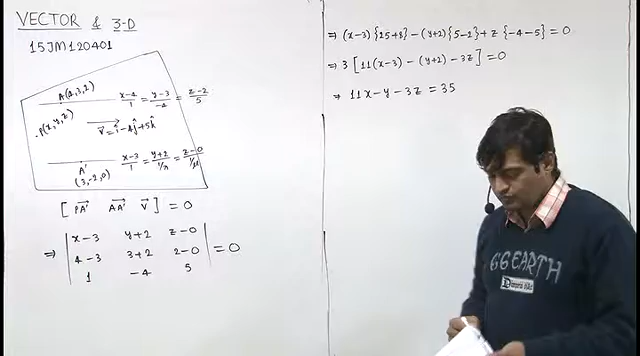 VECTOR & 3-D
15JM120401
A(4,3,2) (x-4)/1 = (y-3)/-4 = (z-2)/5
P(x,y,z) v⃗ = î-4ĵ+5k̂
(x-3)/1 = (y+2)/(1/λ) = (z-0)/(1/μ)
A'
(3,-2,0)
[ PA' AA' v⃗ ] = 0
⇒ | x-3 y+2 z-0 |
| 4-3 3+2 2-0 | = 0
| 1 -4 5 |
⇒ (x-3){25+8} - (y+2){5-2} + z{-4-5} = 0
⇒ 3[11(x-3) - (y+2) - 3z] = 0
⇒ 11x-y-3z = 35
GGEARTH